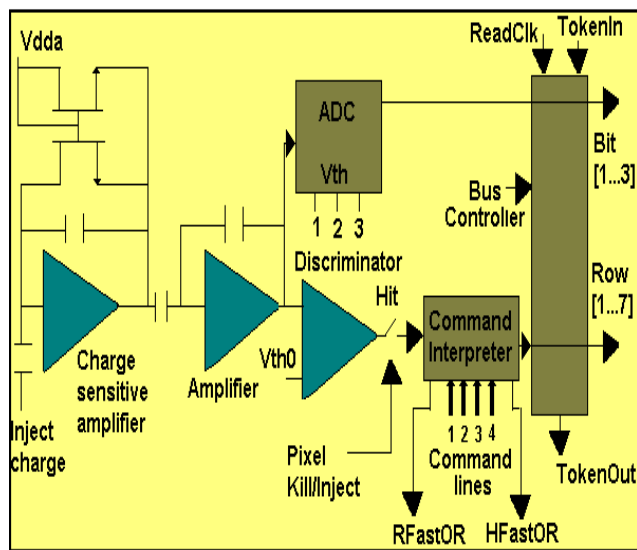 Vdda
ReadClk
TokenIn
ADC
Vth
1 2 3
Bit
[1...3]
Bus
Controller
Row
[1...7]
Discriminator
Hit
Command
Interpreter
Vth0
Charge
sensitive
amplifier
Amplifier
Inject
charge
Pixel
Kill/Inject
1 2 3 4
Command
lines
TokenOut
RFastOR
HFastOR